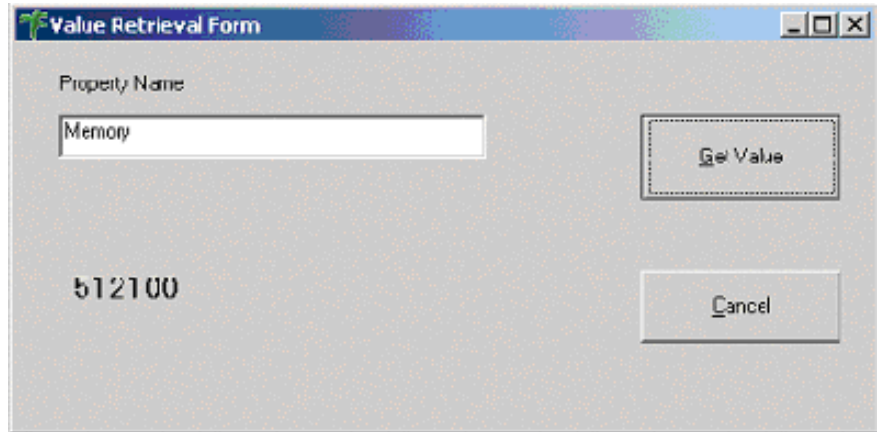 Value Retrieval Form
Property Name
Memory
Get Value
512100
Cancel